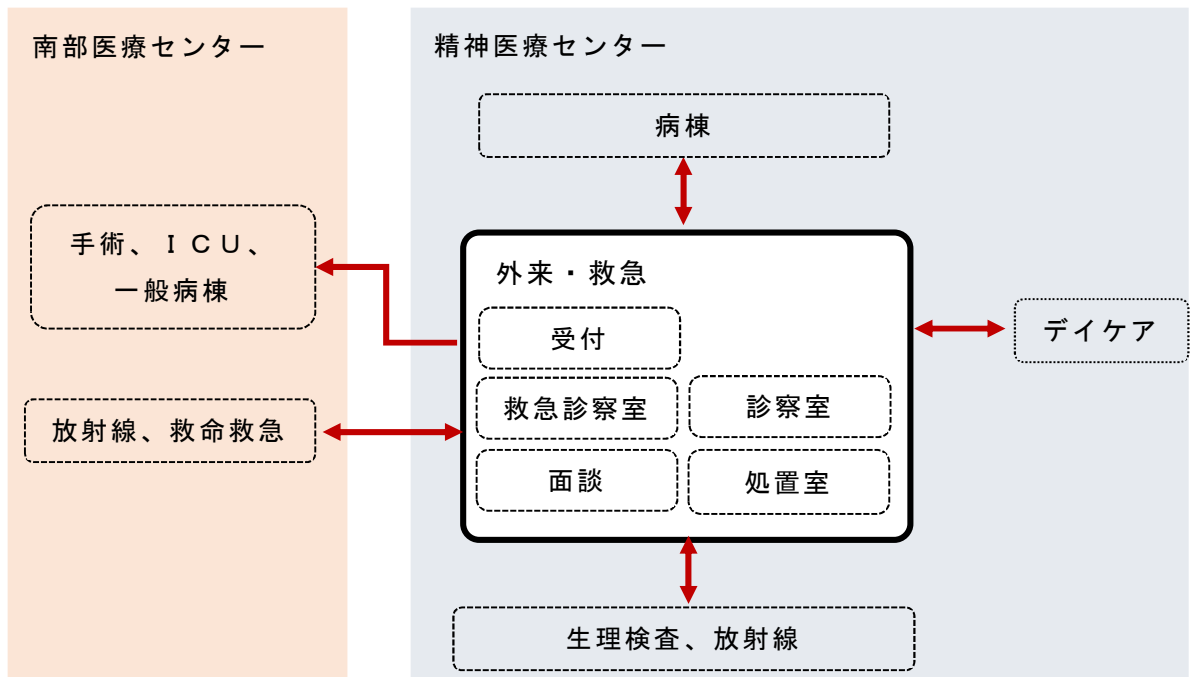 南部医療センター
手術、ＩＣＵ、
一般病棟
放射線、救命救急
精神医療センター
病棟
外来・救急
受付
救急診察室
診察室
面談
処置室
デイケア
生理検査、放射線